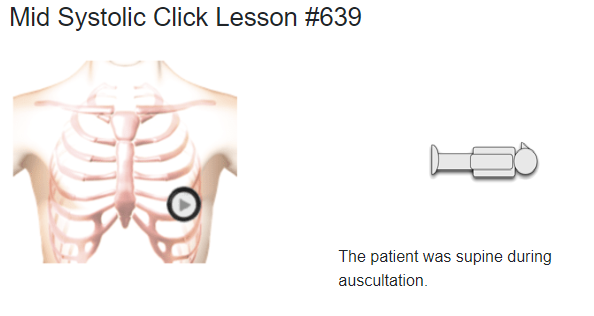 Mid Systolic Click Lesson #639
The patient was supine during
auscultation.